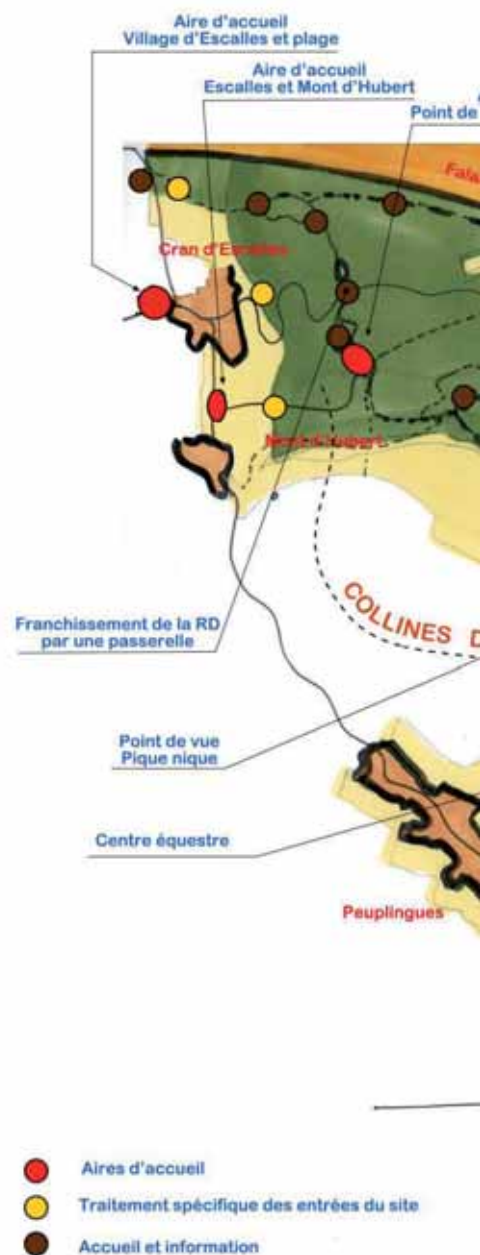 Aire d'accueil
Village d'Escalles et plage
Aire d'accueil
Escalles et Mont d'Hubert
Point de
Cran d'Escalles
Mont d'Hubert
COLLINES D
Franchissement de la RD
par une passerelle
Point de vue
Pique nique
Centre équestre
Peuplingues
Aires d'accueil
Traitement spécifique des entrées du site
Accueil et information